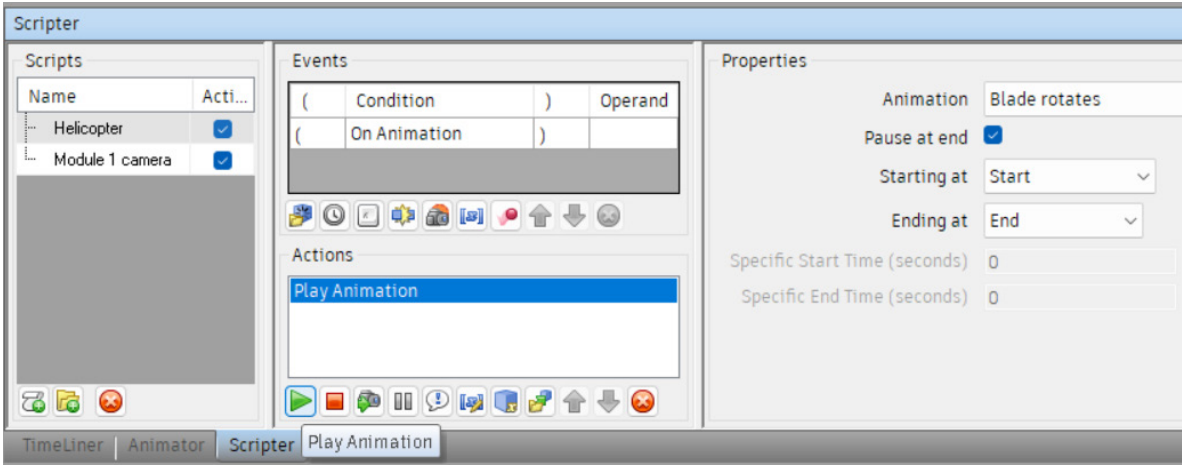 Scripter
Scripts
Name Acti...
Helicopter
Module 1 camera
Events
( Condition ) Operand
( On Animation )
Actions
Play Animation
Properties
Animation Blade rotates
Pause at end
Starting at Start
Ending at End
Specific Start Time (seconds) 0
Specific End Time (seconds) 0
TimeLiner Animator Scripter Play Animation